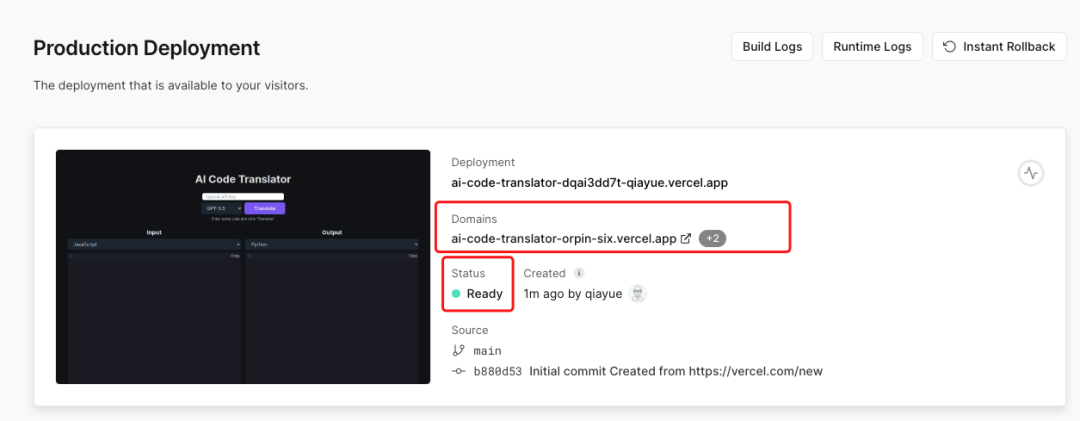 Production Deployment
Build Logs
Runtime Logs
Instant Rollback
The deployment that is available to your visitors.
AI Code Translator
GPT-3.5
Translate
Enter some code and click "Translate"
Input
Output
JavaScript
Python
Copy
Copy
Deployment
ai-code-translator-dqai3dd7t-qiayue.vercel.app
Domains
ai-code-translator-orpin-six.vercel.app
+2
Status
Created
Ready
1m ago by qiayue
Source
main
b880d53 Initial commit Created from https://vercel.com/new